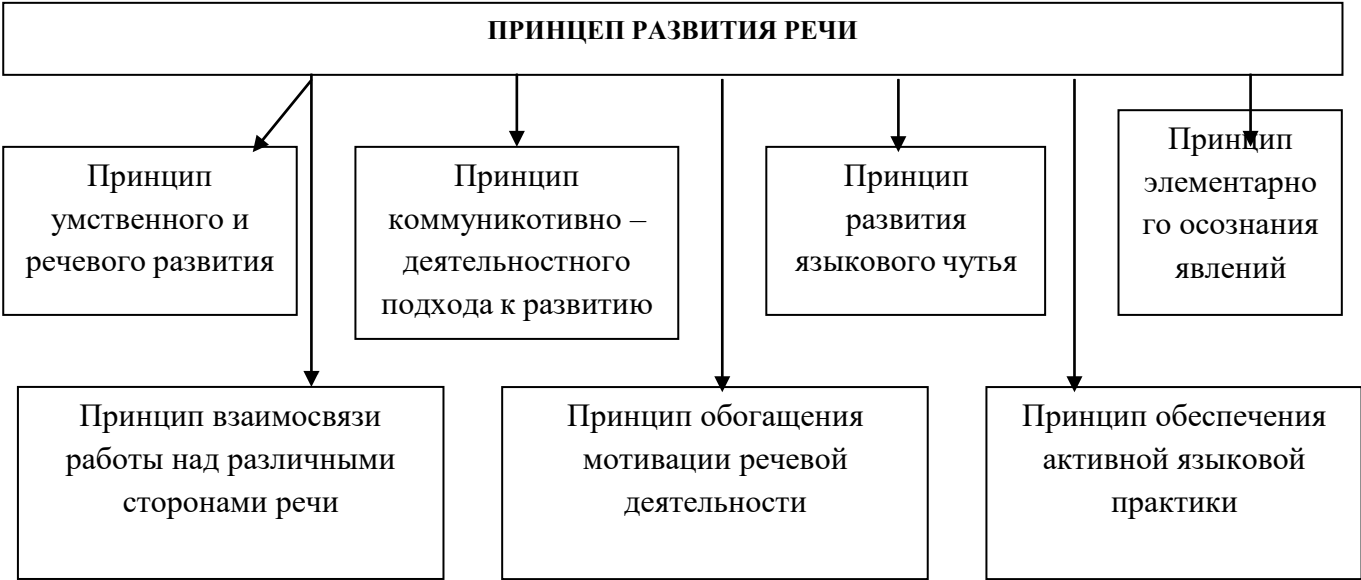 ПРИНЦЕП РАЗВИТИЯ РЕЧИ
Принцип
умственного и
речевого развития
Принцип
коммуникотивно –
деятельностного
подхода к развитию
Принцип
развития
языкового чутья
Принцип
элементарно
го осознания
явлений
Принцип взаимосвязи
работы над различными
сторонами речи
Принцип обогащения
мотивации речевой
деятельности
Принцип обеспечения
активной языковой
практики